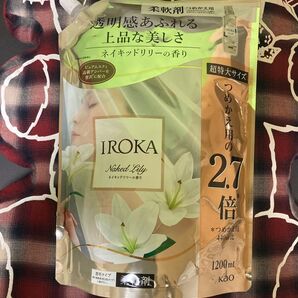 柔軟剤
透明感あふれる
上品な美しさ
ネイキッドリリーの香り
超特大サイズ
つめかえ用の
2.7倍
IROKA
Naked Lily
ネイキッドリリーの香り
1200ml
Kao